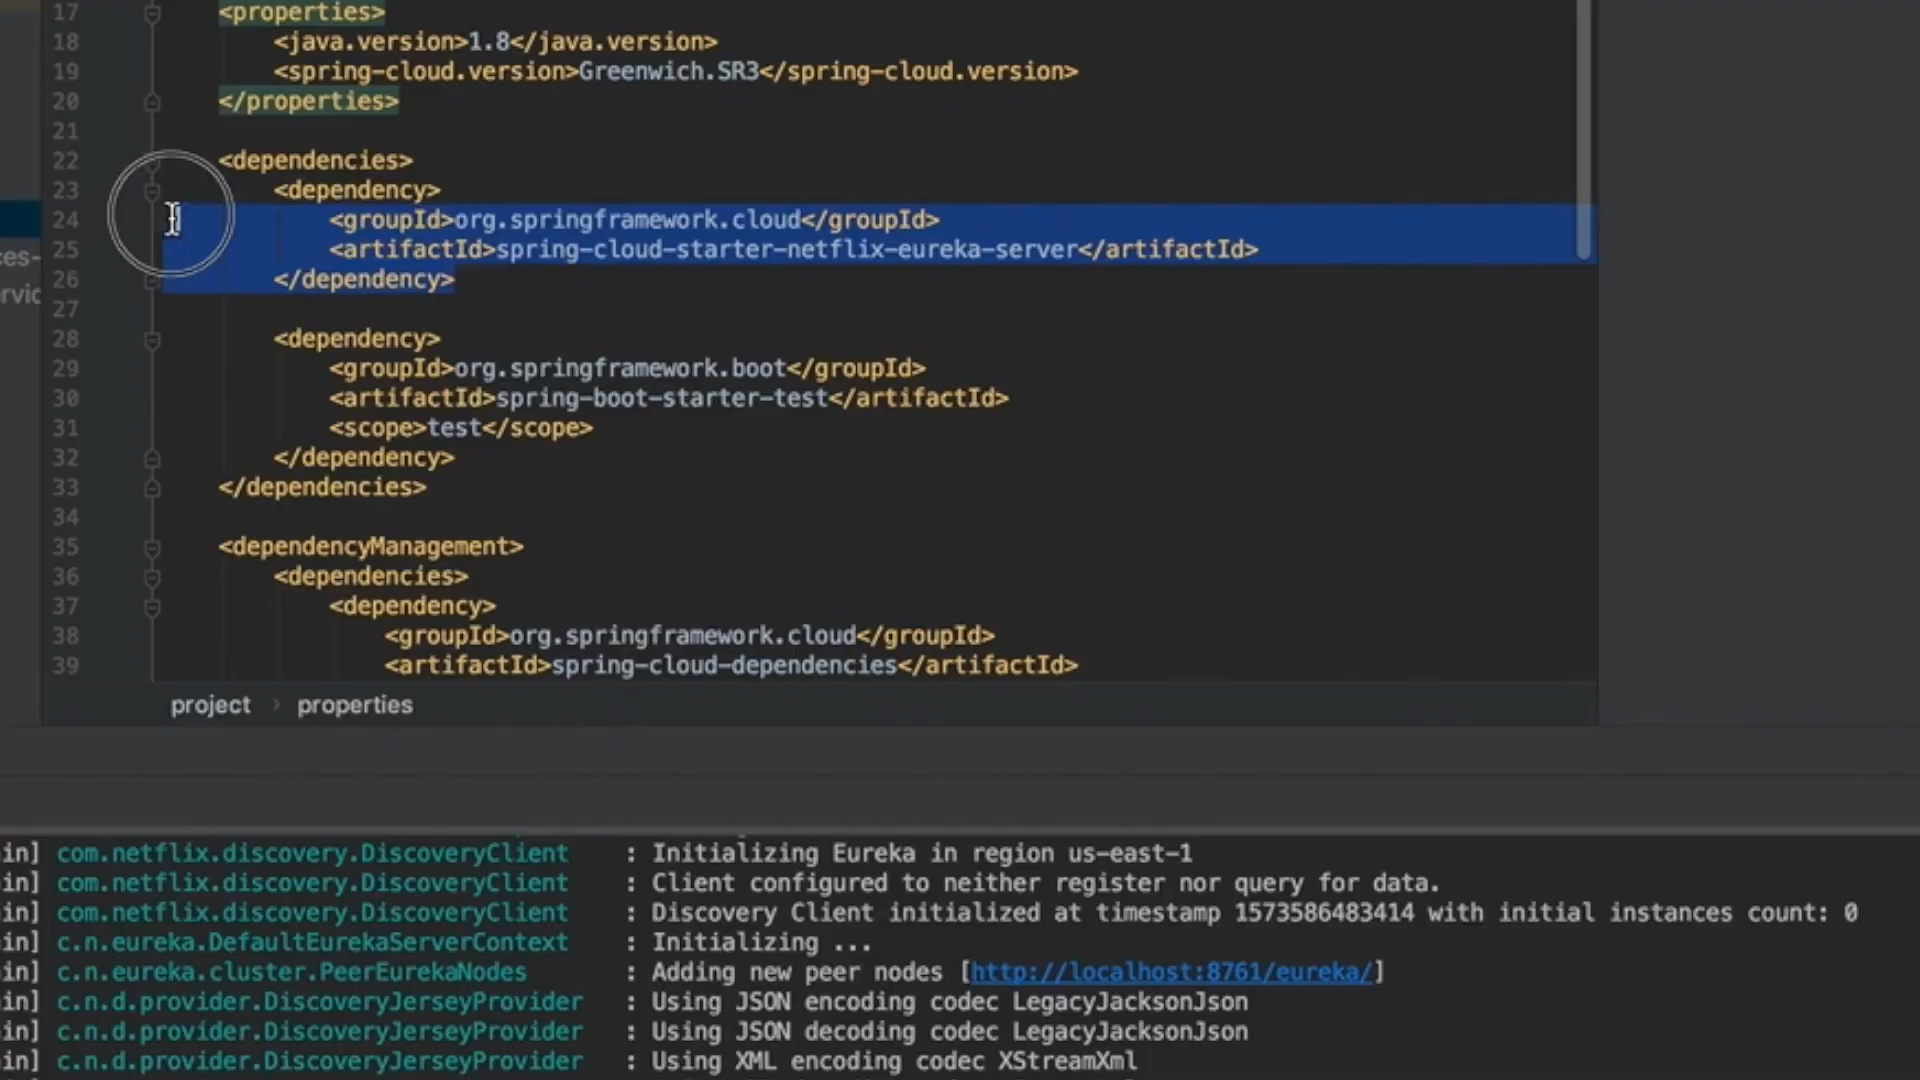 17 <properties>
18 <java.version>1.8</java.version>
19 <spring-cloud.version>Greenwich.SR3</spring-cloud.version>
20 </properties>
21
22 <dependencies>
23 <dependency>
24 <groupId>org.springframework.cloud</groupId>
25 <artifactId>spring-cloud-starter-netflix-eureka-server</artifactId>
26 </dependency>
27
28 <dependency>
29 <groupId>org.springframework.boot</groupId>
30 <artifactId>spring-boot-starter-test</artifactId>
31 <scope>test</scope>
32 </dependency>
33 </dependencies>
34
35 <dependencyManagement>
36 <dependencies>
37 <dependency>
38 <groupId>org.springframework.cloud</groupId>
39 <artifactId>spring-cloud-dependencies</artifactId>
ces-
ervic
project > properties
in] com.netflix.discovery.DiscoveryClient : Initializing Eureka in region us-east-1
in] com.netflix.discovery.DiscoveryClient : Client configured to neither register nor query for data.
in] com.netflix.discovery.DiscoveryClient : Discovery Client initialized at timestamp 1573586483414 with initial instances count: 0
in] c.n.eureka.DefaultEurekaServerContext : Initializing ...
in] c.n.eureka.cluster.PeerEurekaNodes : Adding new peer nodes [http://localhost:8761/eureka/]
in] c.n.d.provider.DiscoveryJerseyProvider : Using JSON encoding codec LegacyJacksonJson
in] c.n.d.provider.DiscoveryJerseyProvider : Using JSON decoding codec LegacyJacksonJson
in] c.n.d.provider.DiscoveryJerseyProvider : Using XML encoding codec XStreamXml